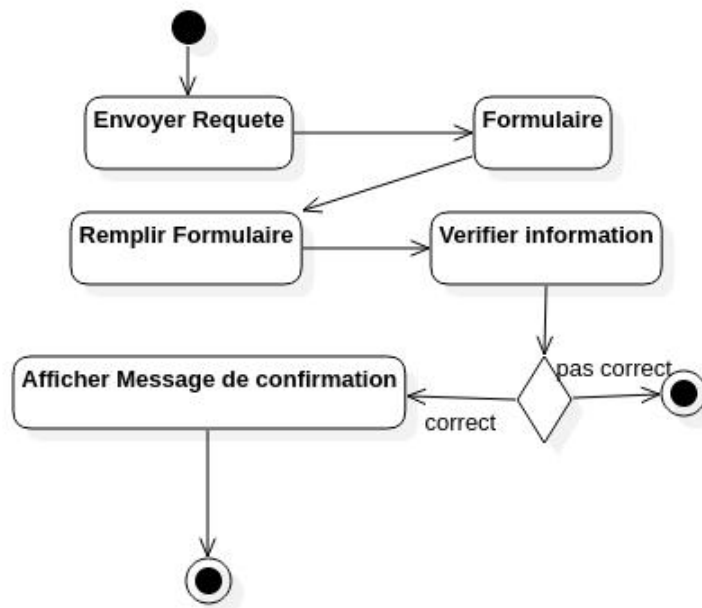 Envoyer Requete
Formulaire
Remplir Formulaire
Verifier information
pas correct
Afficher Message de confirmation
correct